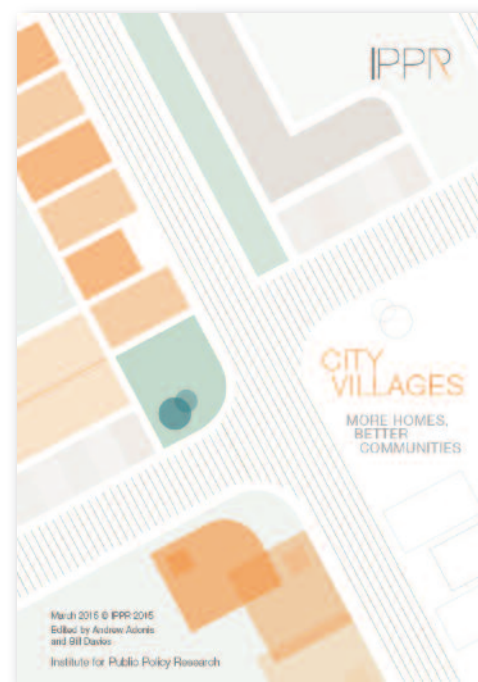 IPPR
CITY
VILLAGES
MORE HOMES,
BETTER
COMMUNITIES
March 2015 © IPPR 2015
Edited by Andrew Adonis
and Bill Davies
Institute for Public Policy Research